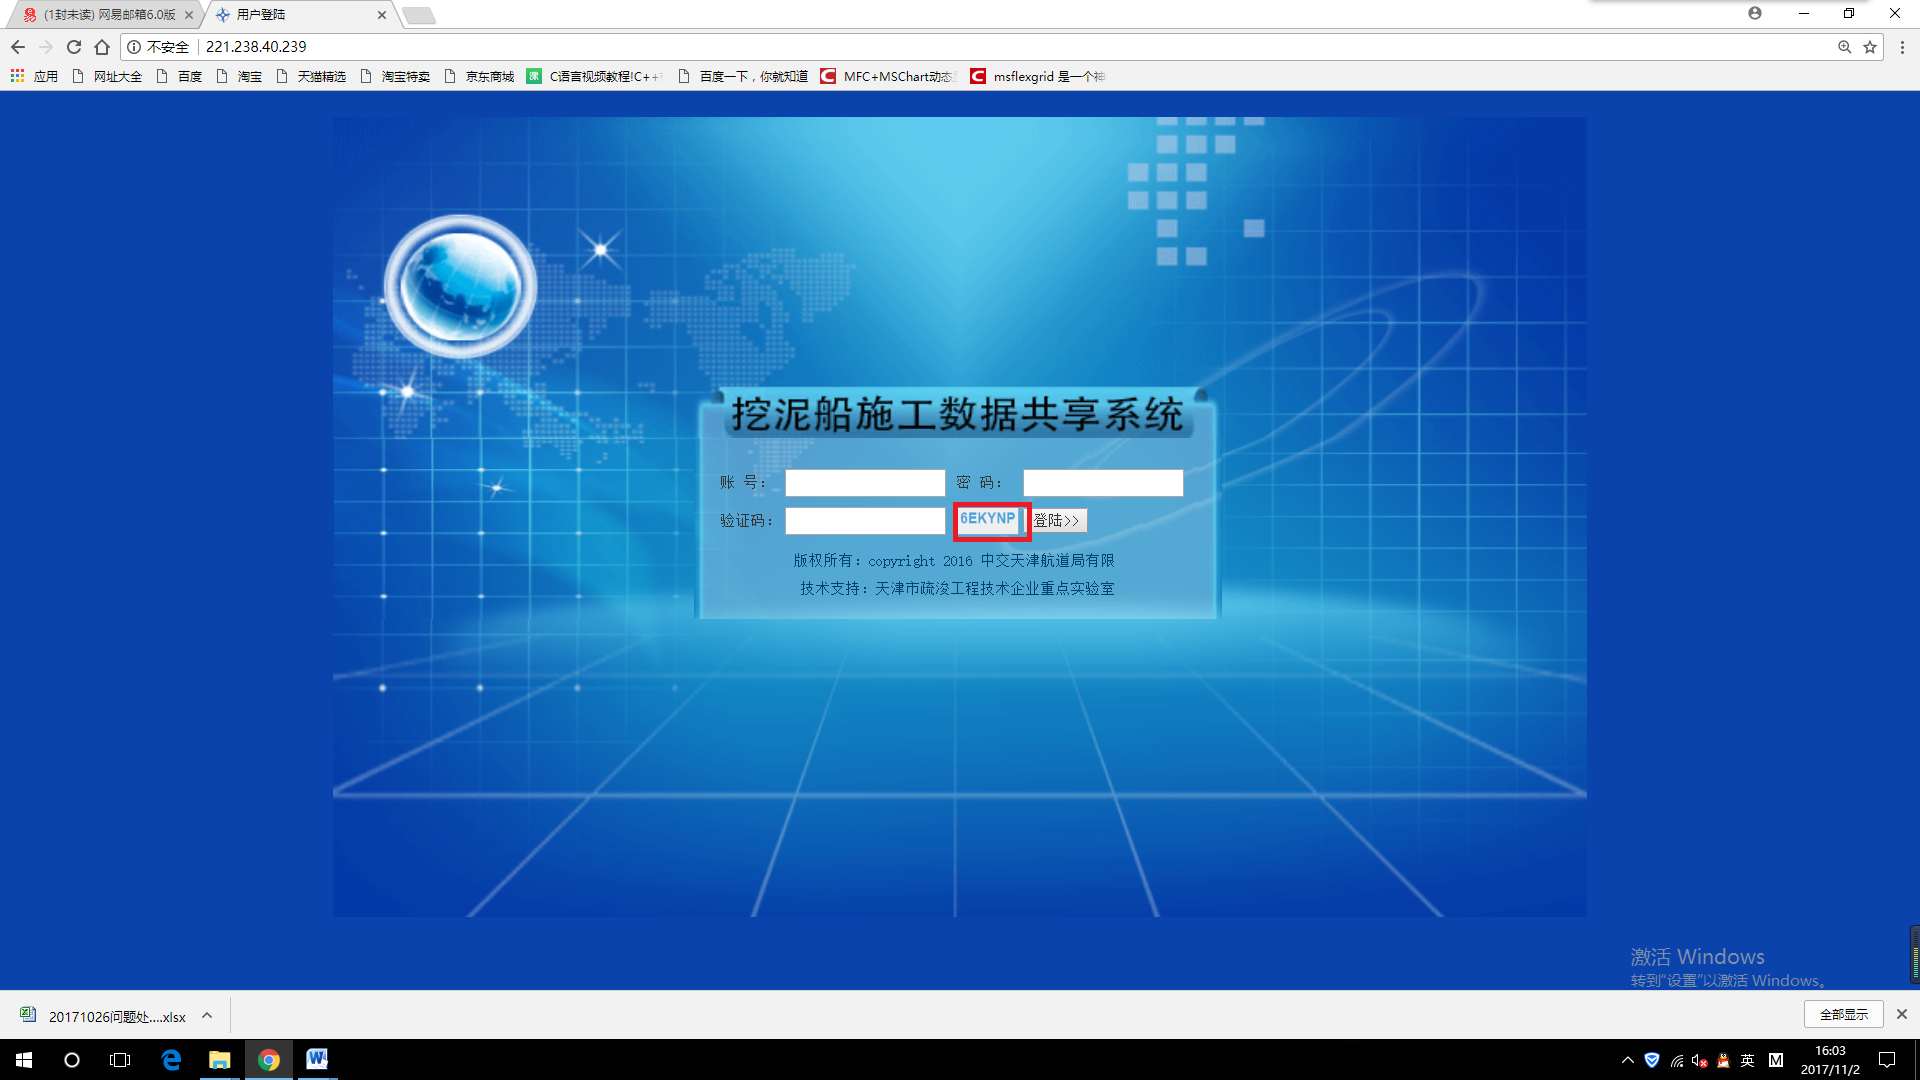 (1封未读) 网易邮箱6.0版
用户登陆
不安全
221.238.40.239
应用
网址大全
百度
淘宝
天猫精选
淘宝特卖
京东商城
C语言视频教程!C++
百度一下，你就知道
MFC+MSChart动态
msflexgrid 是一个神
挖泥船施工数据共享系统
账 号：
密 码：
验证码：
6EKYNP
登陆>>
版权所有：copyright 2016 中交天津航道局有限
技术支持：天津市疏浚工程技术企业重点实验室
激活 Windows
转到"设置"以激活 Windows。
20171026问题处....xlsx
全部显示
英
M
16:03
2017/11/2